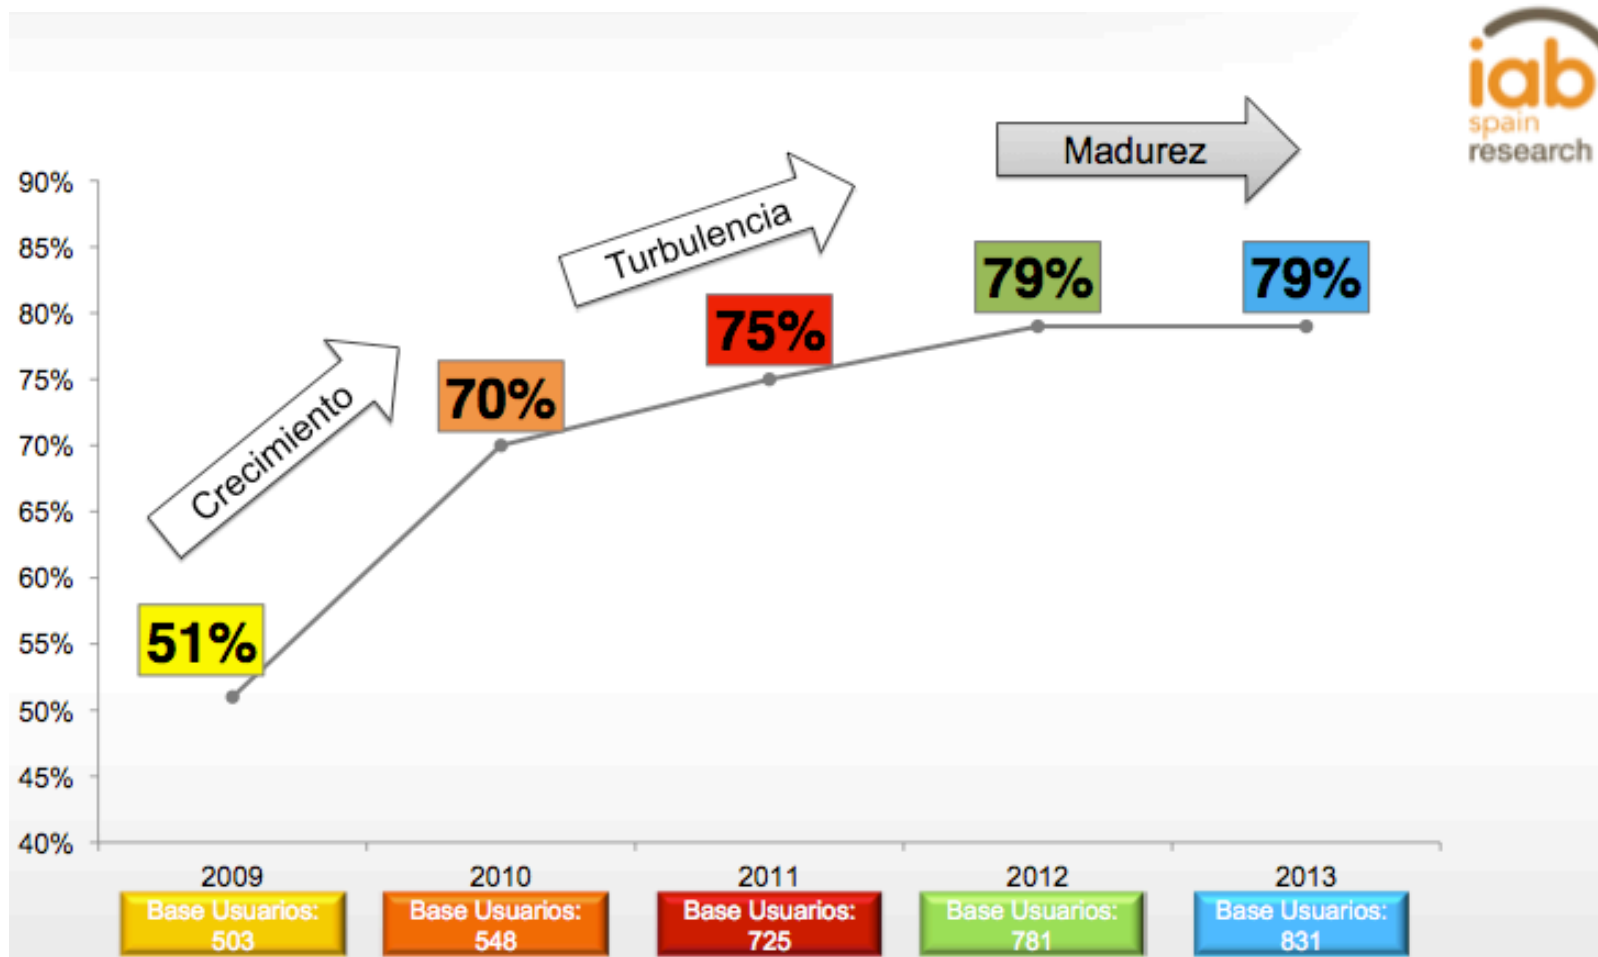 iab
spain
research
Madurez
Turbulencia
Crecimiento
90%
85%
80%
75%
70%
65%
60%
55%
50%
45%
40%
51%
70%
75%
79%
79%
2009
2010
2011
2012
2013
Base Usuarios:
503
Base Usuarios:
548
Base Usuarios:
725
Base Usuarios:
781
Base Usuarios:
831